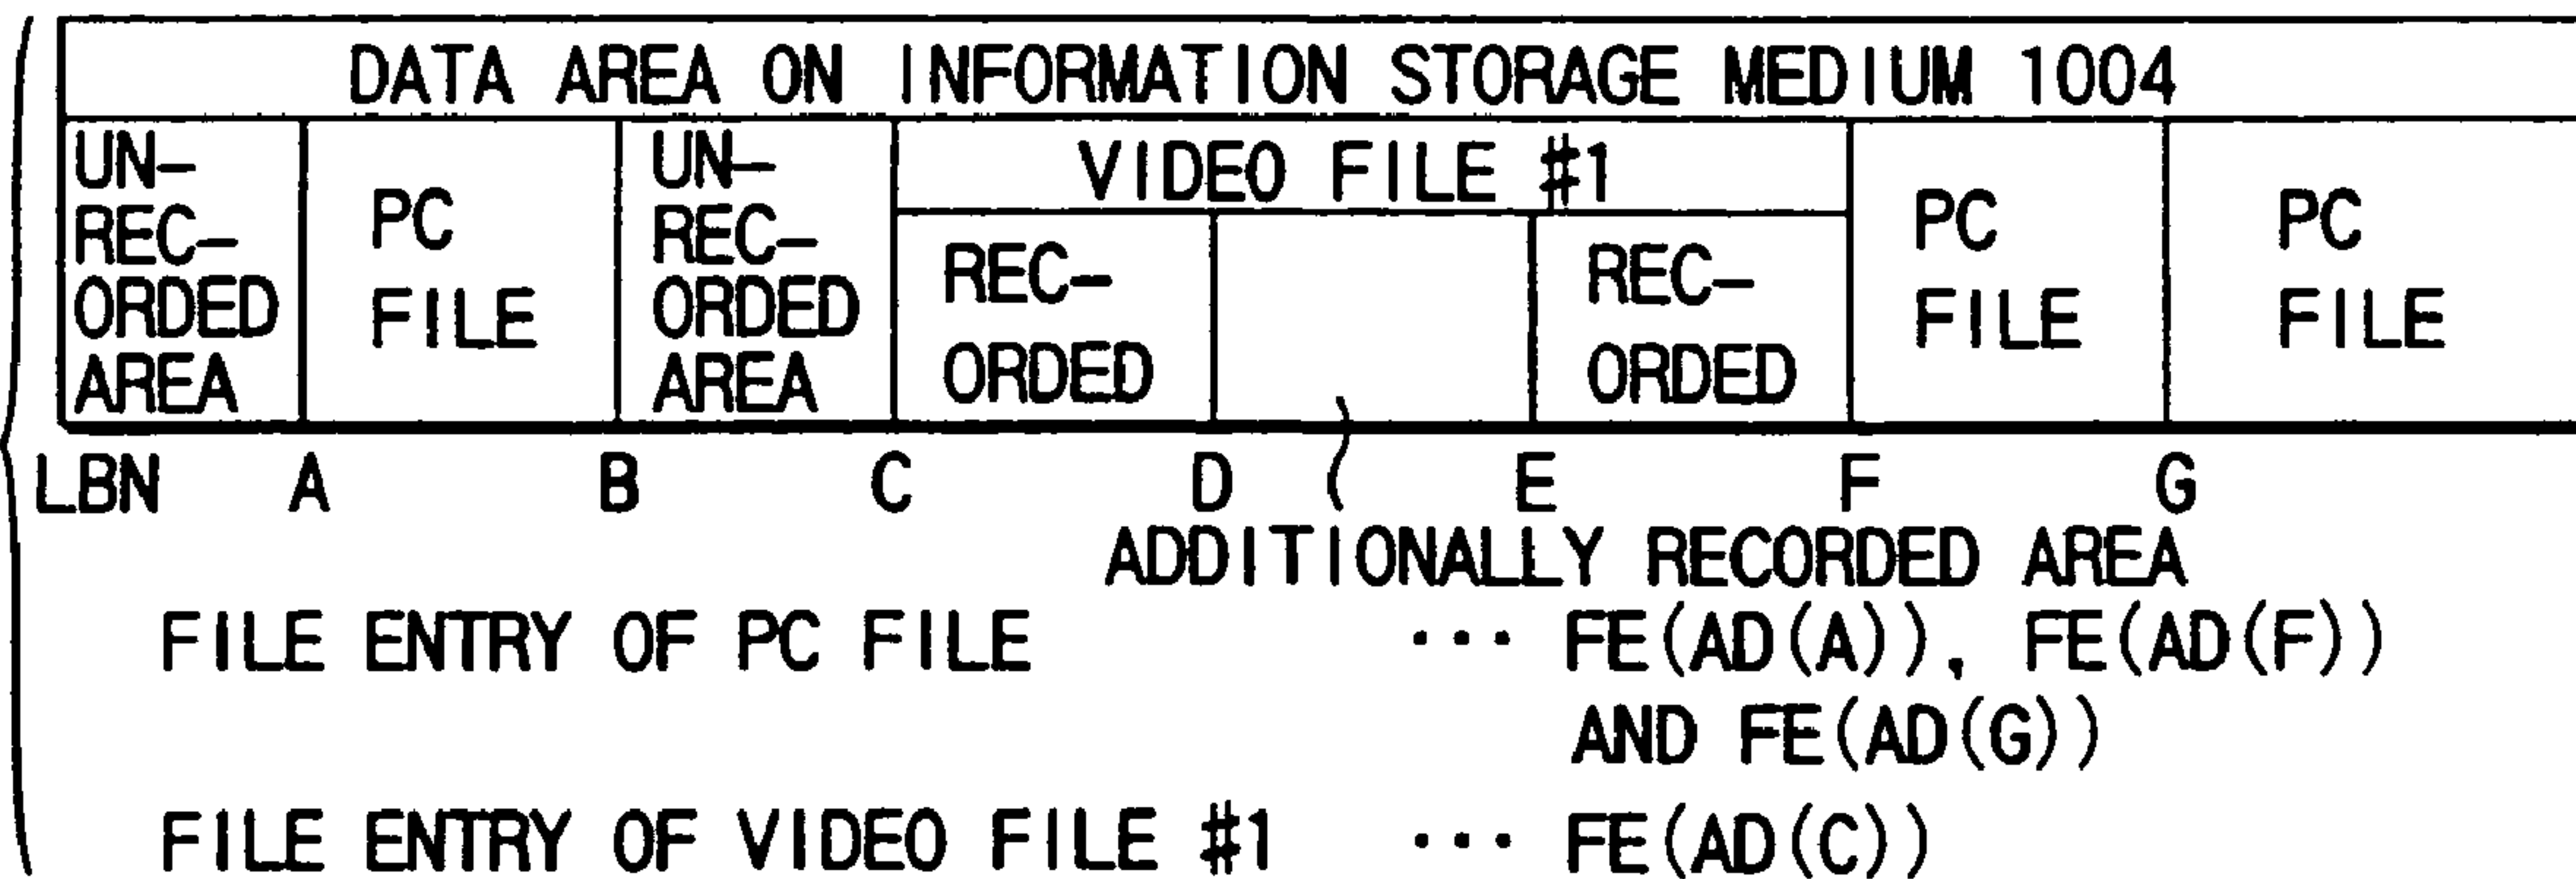 DATA AREA ON INFORMATION STORAGE MEDIUM 1004
UN-
REC-
ORDED
AREA
PC
FILE
UN-
REC-
ORDED
AREA
VIDEO FILE #1
REC-
ORDED
REC-
ORDED
PC
FILE
PC
FILE
LBN A B C D E F G
ADDITIONALLY RECORDED AREA
FILE ENTRY OF PC FILE ··· FE(AD(A)), FE(AD(F))
AND FE(AD(G))
FILE ENTRY OF VIDEO FILE #1 ··· FE(AD(C))